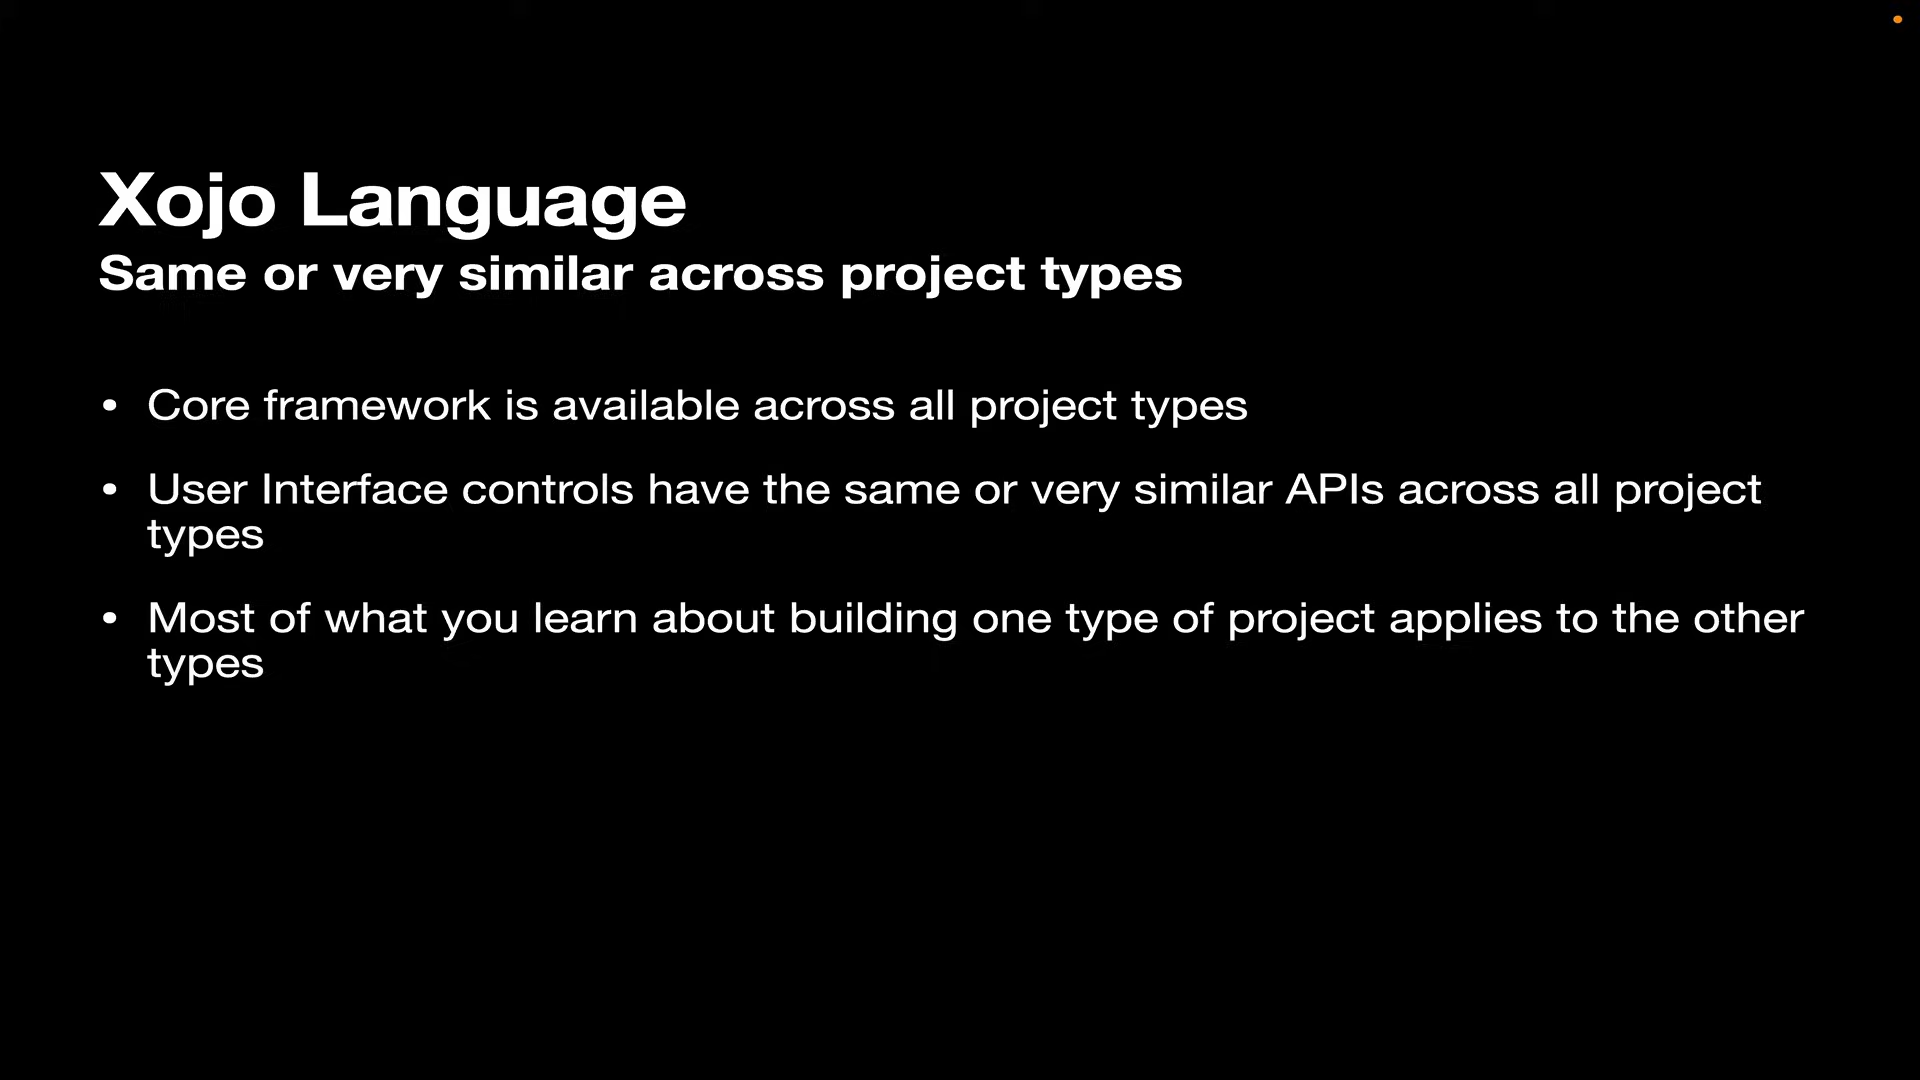 Xojo Language
Same or very similar across project types
• Core framework is available across all project types
• User Interface controls have the same or very similar APIs across all project
types
• Most of what you learn about building one type of project applies to the other
types